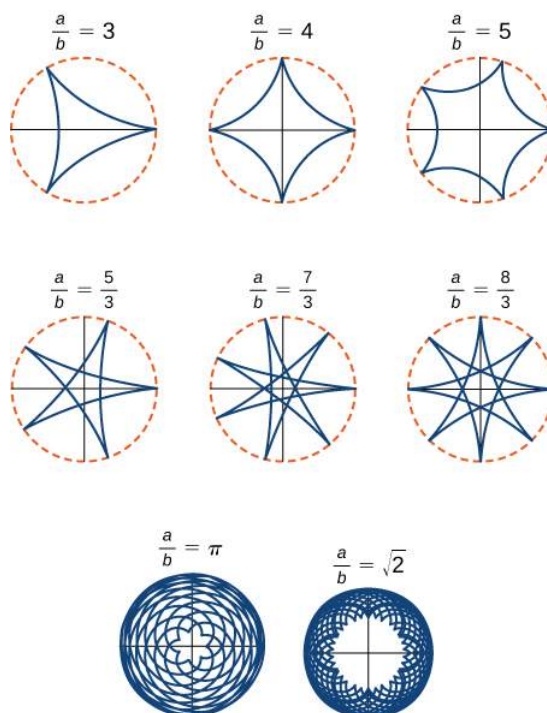 a/b = 3
a/b = 4
a/b = 5
a/b = 5/3
a/b = 7/3
a/b = 8/3
a/b = π
a/b = √2